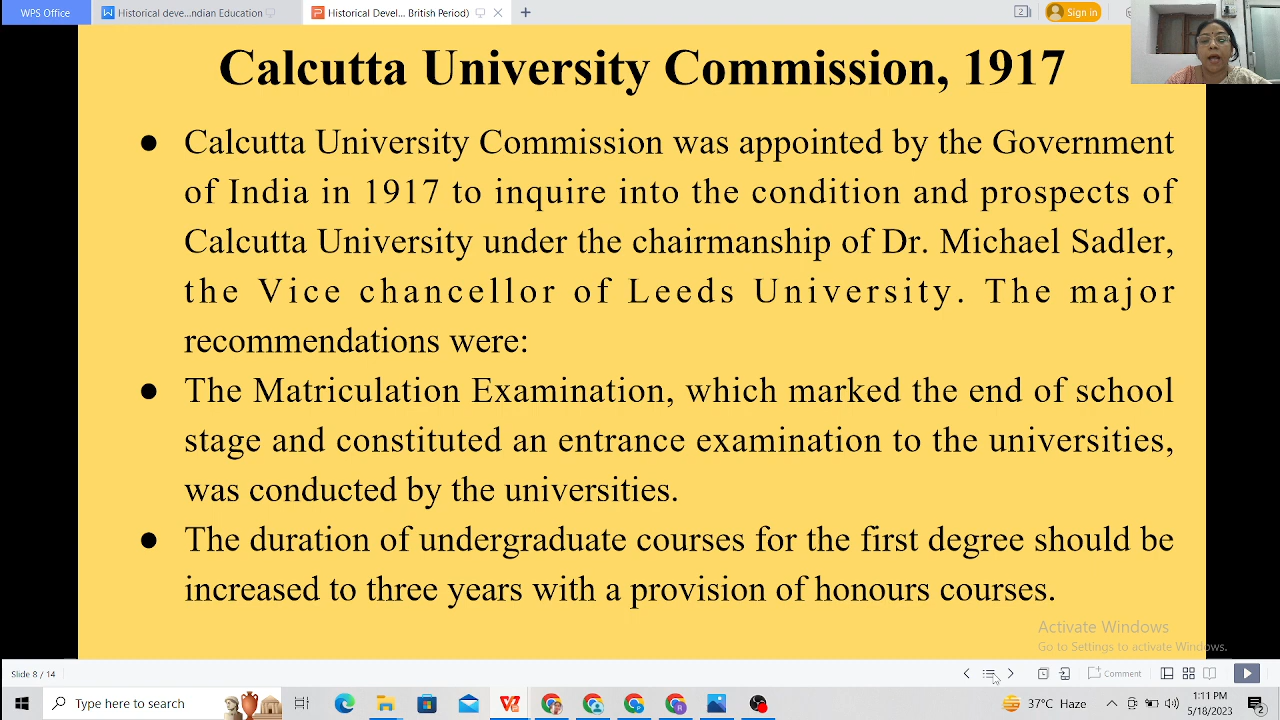 WPS Office
Historical deve...ndian Education
Historical Devel... British Period)
2
Sign in
Calcutta University Commission, 1917
● Calcutta University Commission was appointed by the Government
of India in 1917 to inquire into the condition and prospects of
Calcutta University under the chairmanship of Dr. Michael Sadler,
the Vice chancellor of Leeds University. The major
recommendations were:
● The Matriculation Examination, which marked the end of school
stage and constituted an entrance examination to the universities,
was conducted by the universities.
● The duration of undergraduate courses for the first degree should be
increased to three years with a provision of honours courses.
Activate Windows
Go to Settings to activate Windows.
Slide 8 / 14
Comment
Type here to search
37°C Haze
1:11 PM
5/18/2023
2